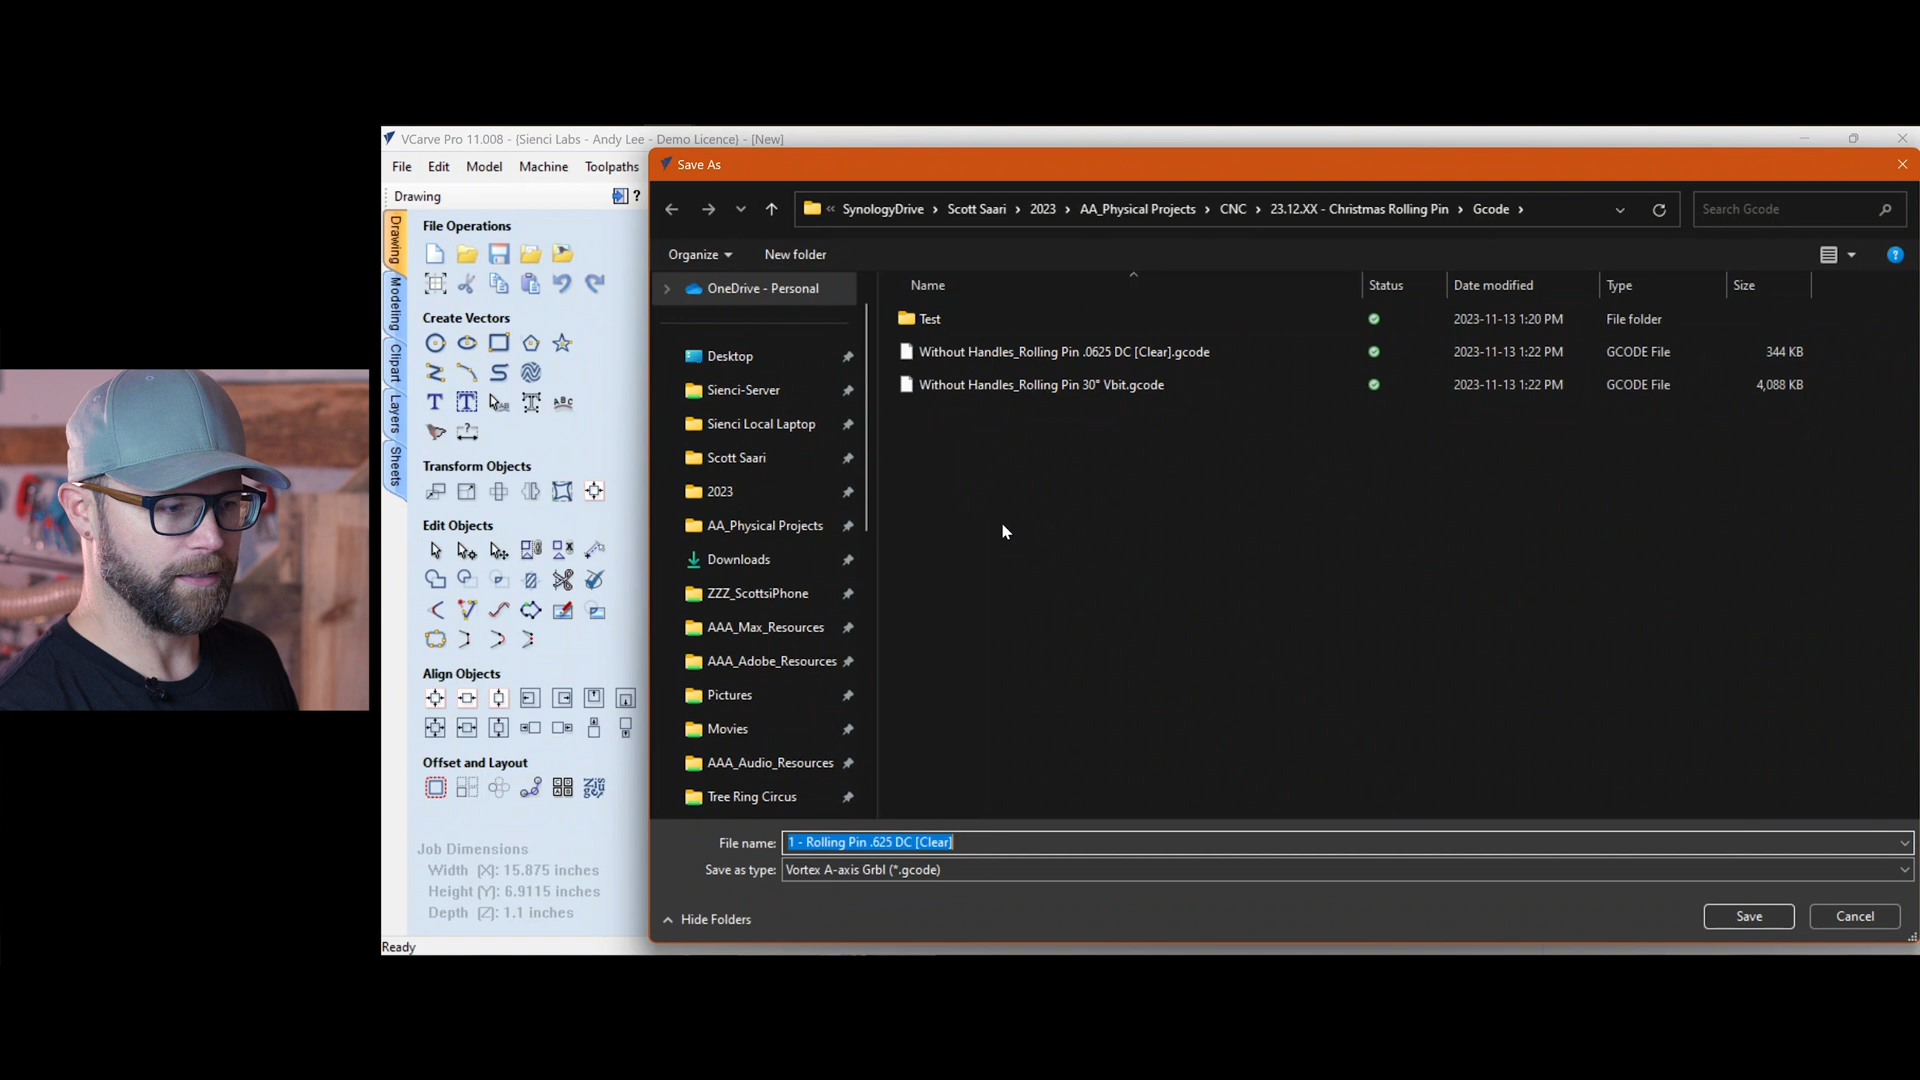 VCarve Pro 11.008 - {Sienci Labs - Andy Lee - Demo Licence} - [New]
File Edit Model Machine Toolpaths
Drawing ?
Drawing
Modeling
Clipart
Layers
Sheets
File Operations
Create Vectors
Transform Objects
Edit Objects
Align Objects
Offset and Layout
Job Dimensions
Width (X): 15.875 inches
Height (Y): 6.9115 inches
Depth (Z): 1.1 inches
Ready
Save As
« SynologyDrive › Scott Saari › 2023 › AA_Physical Projects › CNC › 23.12.XX - Christmas Rolling Pin › Gcode ›
Search Gcode
Organize New folder ?
OneDrive - Personal
Desktop
Sienci-Server
Sienci Local Laptop
Scott Saari
2023
AA_Physical Projects
Downloads
ZZZ_ScottsiPhone
AAA_Max_Resources
AAA_Adobe_Resources
Pictures
Movies
AAA_Audio_Resources
Tree Ring Circus
Name Status Date modified Type Size
Test 2023-11-13 1:20 PM File folder
Without Handles_Rolling Pin .0625 DC [Clear].gcode 2023-11-13 1:22 PM GCODE File 344 KB
Without Handles_Rolling Pin 30° Vbit.gcode 2023-11-13 1:22 PM GCODE File 4,088 KB
File name: 1 - Rolling Pin .625 DC [Clear]
Save as type: Vortex A-axis Grbl (*.gcode)
Hide Folders Save Cancel